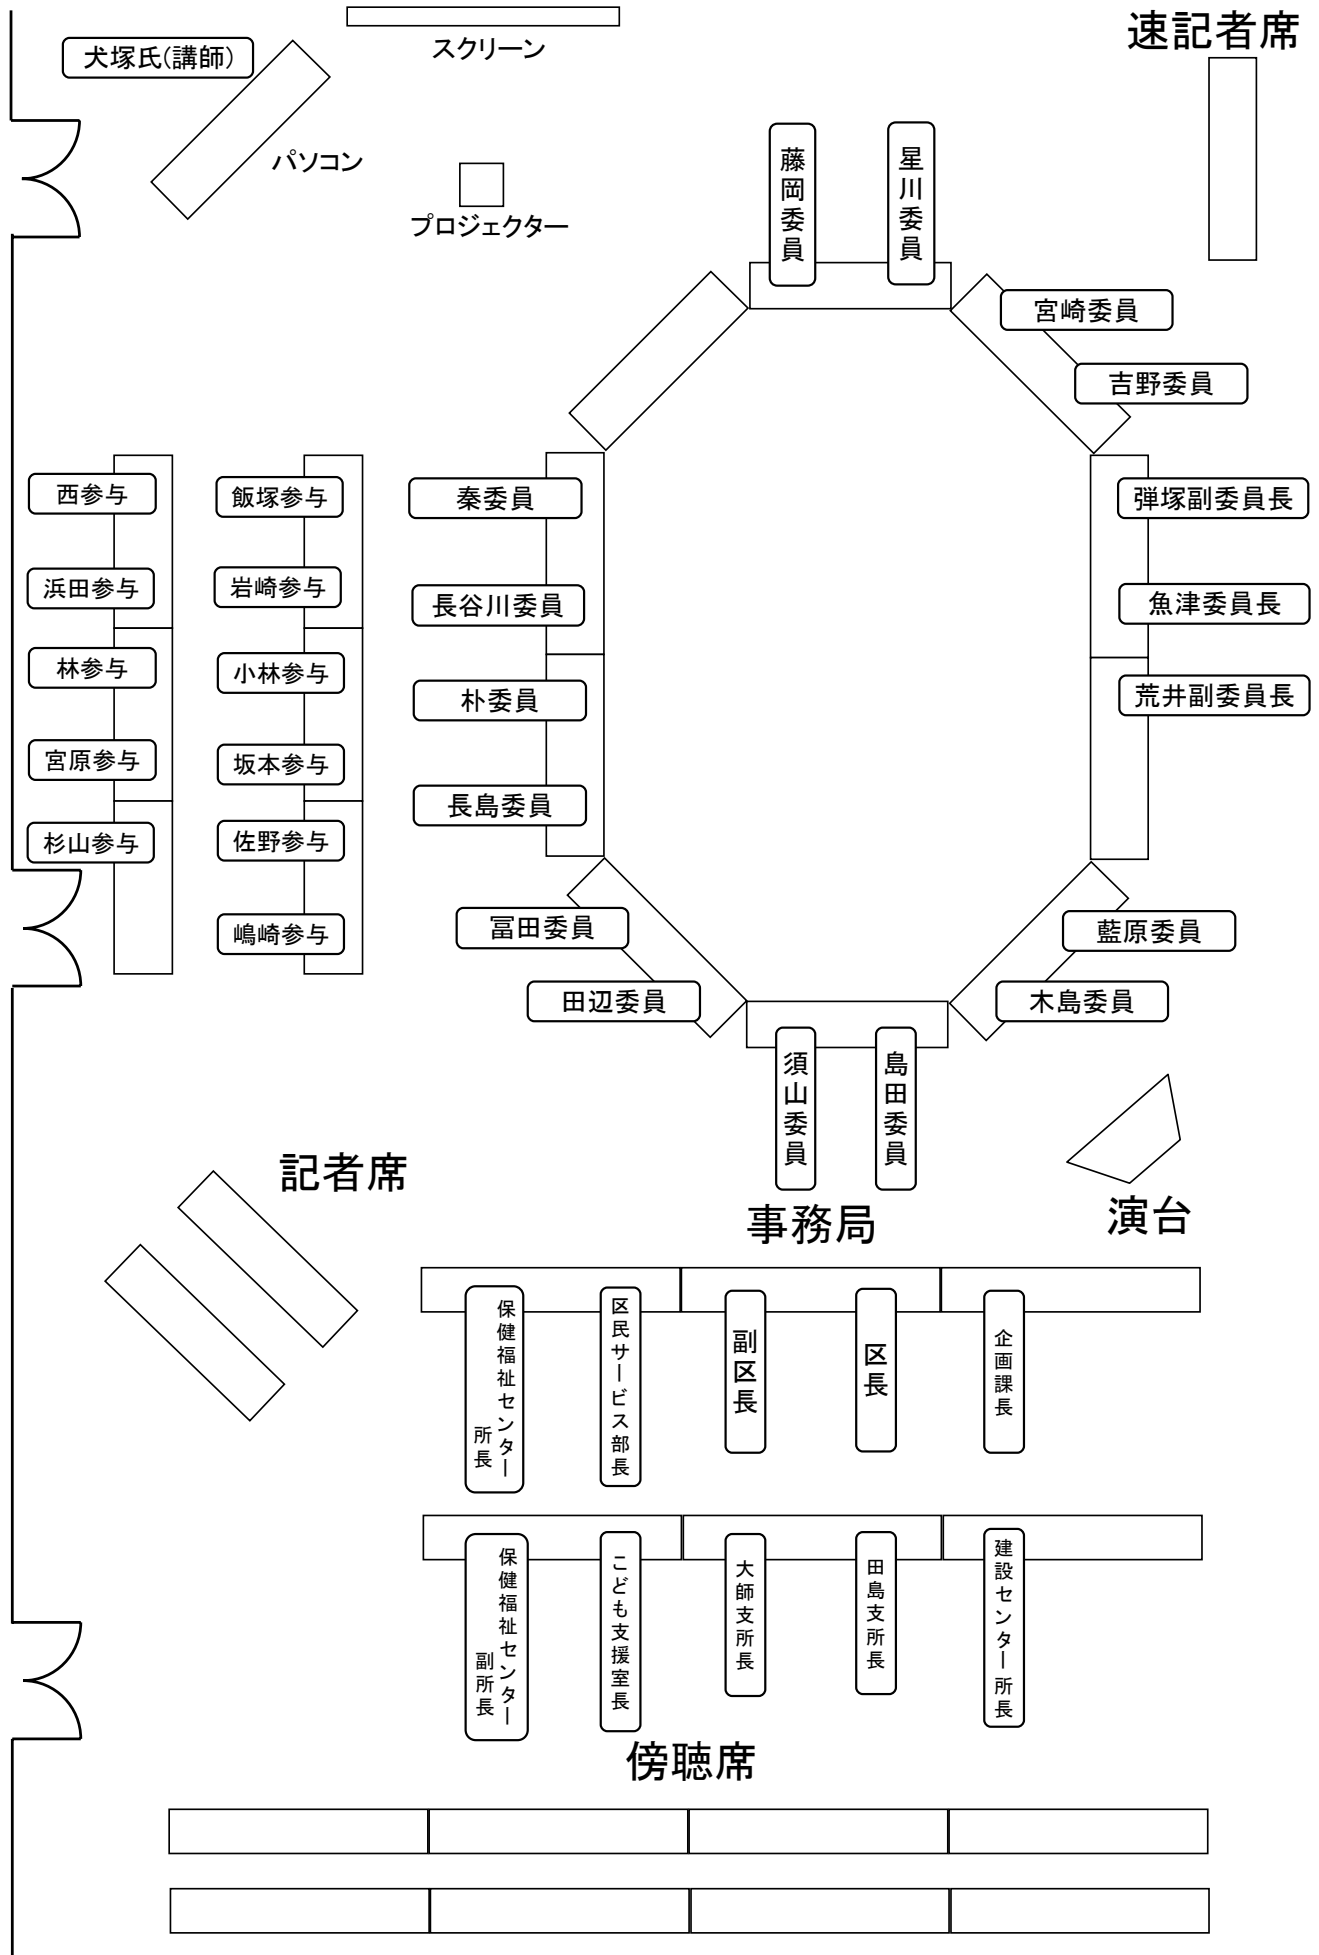 速記者席
スクリーン
犬塚氏(講師)
パソコン
プロジェクター
藤岡委員
星川委員
宮崎委員
吉野委員
西参与
飯塚参与
秦委員
弾塚副委員長
浜田参与
岩崎参与
長谷川委員
魚津委員長
林参与
小林参与
朴委員
荒井副委員長
宮原参与
坂本参与
長島委員
杉山参与
佐野参与
嶋崎参与
冨田委員
藍原委員
田辺委員
木島委員
須山委員
島田委員
記者席
事務局
演台
保健福祉センター
所長
区民サービス部長
副区長
区長
企画課長
保健福祉センター
副所長
こども支援室長
大師支所長
田島支所長
建設センター所長
傍聴席